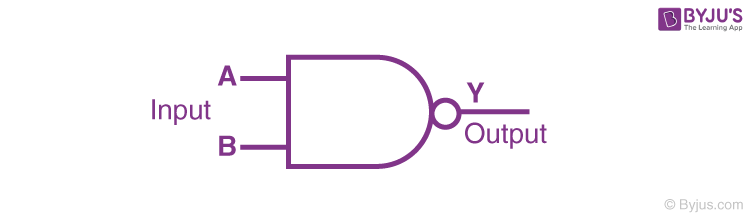 BYJU'S
The Learning App
A
Y
Input
Output
B
© Byjus.com